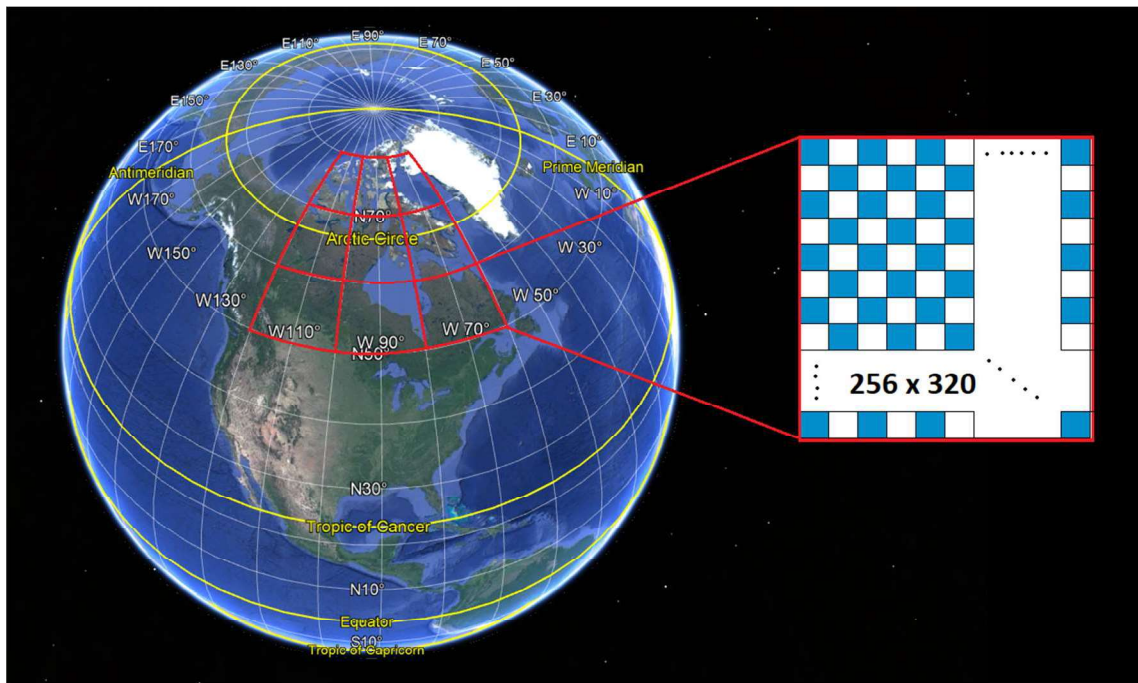 E 90°
E110°
E 70°
E130°
E 50°
E150°
E 30°
E170°
E 10°
Antimeridian
Prime Meridian
W170°
W 10°
N70°
Arctic Circle
W150°
W 30°
W130°
W 50°
W110°
W 90°
W 70°
N50°
256 x 320
N30°
Tropic of Cancer
N10°
Equator
S10°
Tropic of Capricorn